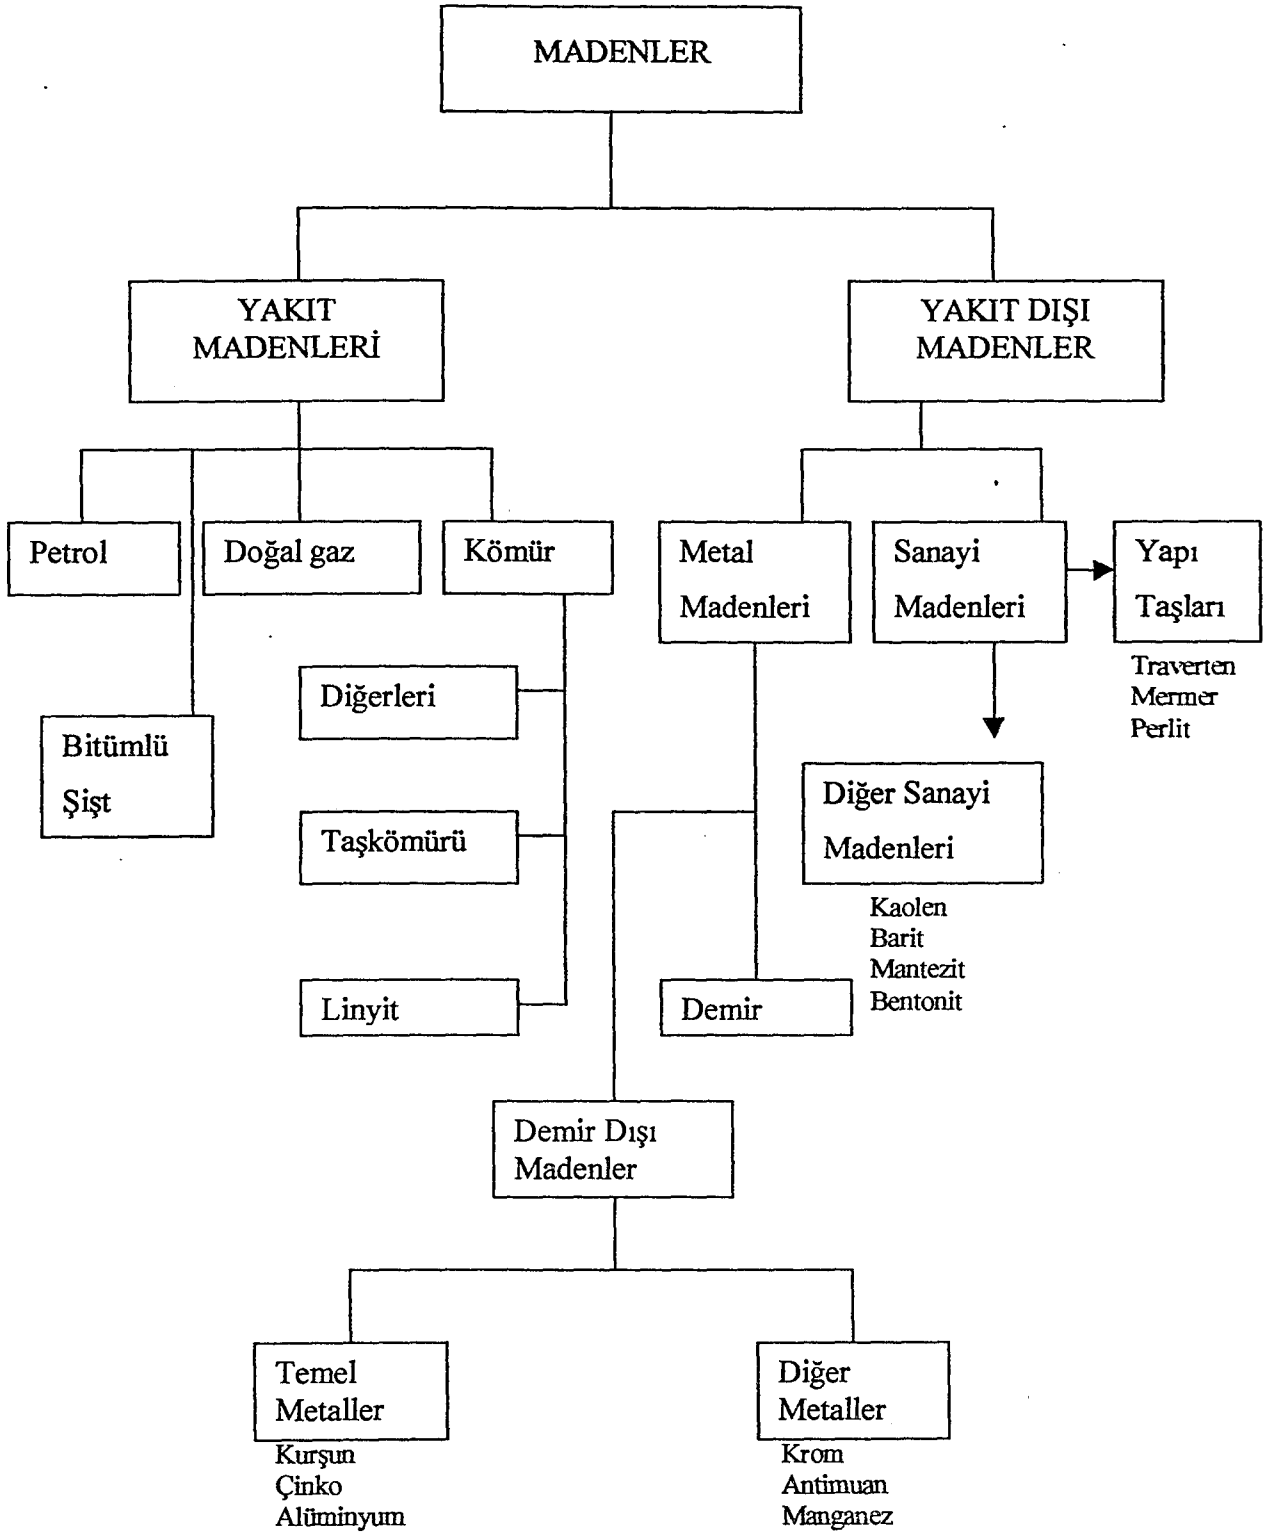 MADENLER
YAKIT
MADENLERİ
YAKIT DIŞI
MADENLER
Petrol
Doğal gaz
Kömür
Metal
Madenleri
Sanayi
Madenleri
Yapı
Taşları
Traverten
Mermer
Perlit
Diğerleri
Bitümlü
Şişt
Diğer Sanayi
Madenleri
Taşkömürü
Kaolen
Barit
Mantezit
Bentonit
Linyit
Demir
Demir Dışı
Madenler
Temel
Metaller
Kurşun
Çinko
Alüminyum
Diğer
Metaller
Krom
Antimuan
Manganez